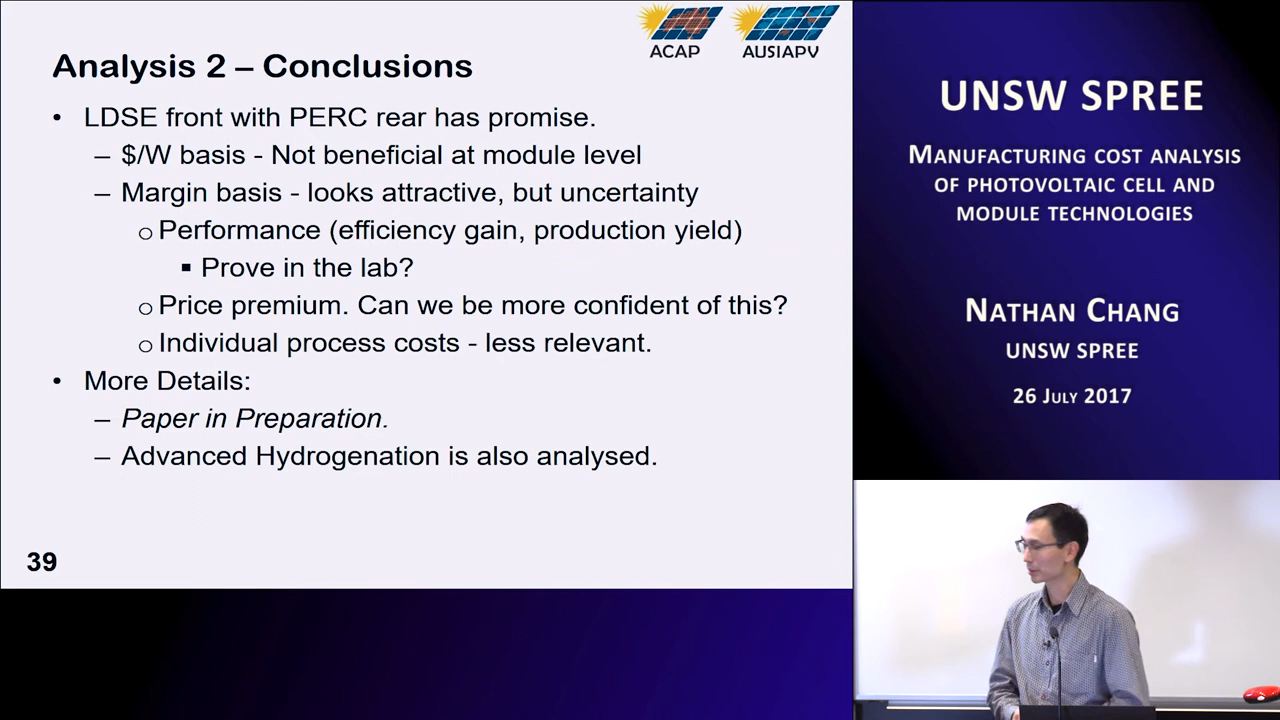 ACAP
AUSIAPV
Analysis 2 – Conclusions
• LDSE front with PERC rear has promise.
– $/W basis - Not beneficial at module level
– Margin basis - looks attractive, but uncertainty
o Performance (efficiency gain, production yield)
▪ Prove in the lab?
o Price premium. Can we be more confident of this?
o Individual process costs - less relevant.
• More Details:
– Paper in Preparation.
– Advanced Hydrogenation is also analysed.
39
UNSW SPREE
MANUFACTURING COST ANALYSIS
OF PHOTOVOLTAIC CELL AND
MODULE TECHNOLOGIES
NATHAN CHANG
UNSW SPREE
26 JULY 2017